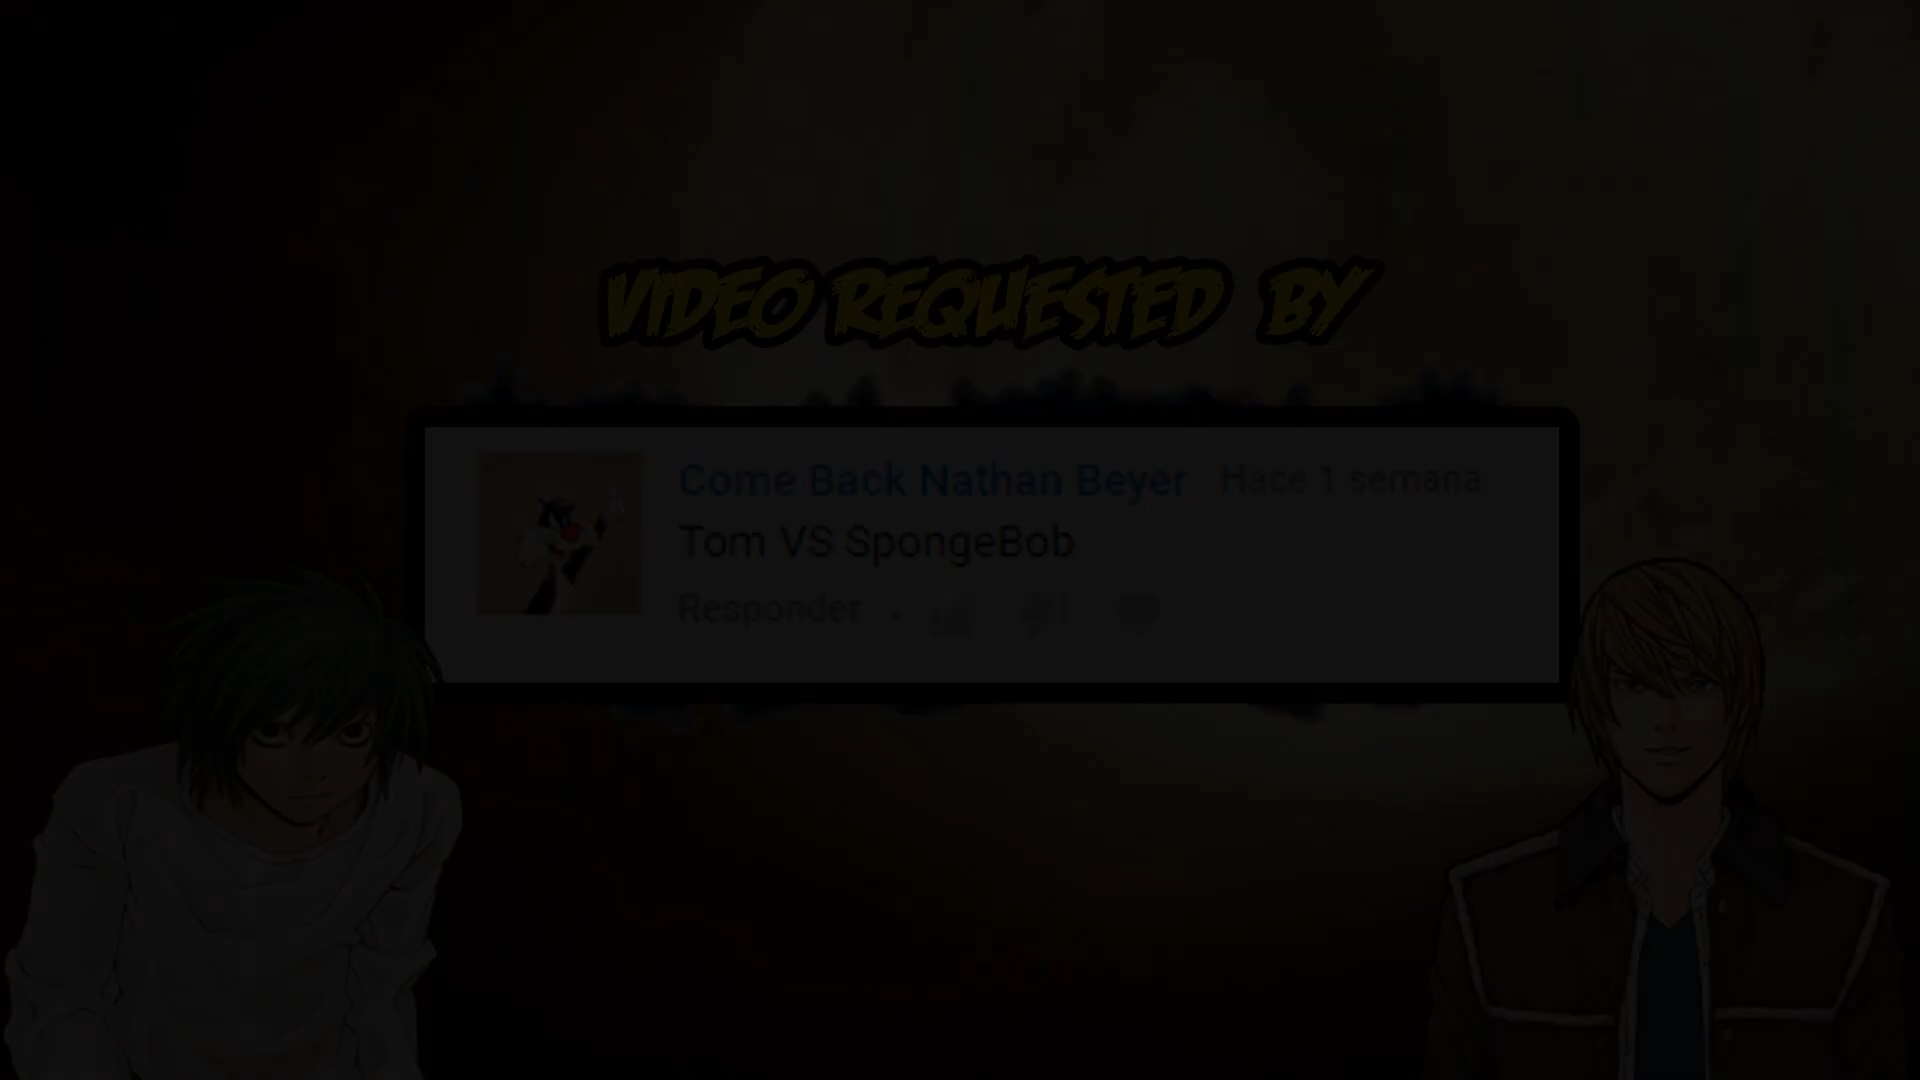 VIDEO REQUESTED BY
Come Back Nathan Beyer Hace 1 semana
Tom VS SpongeBob
Responder